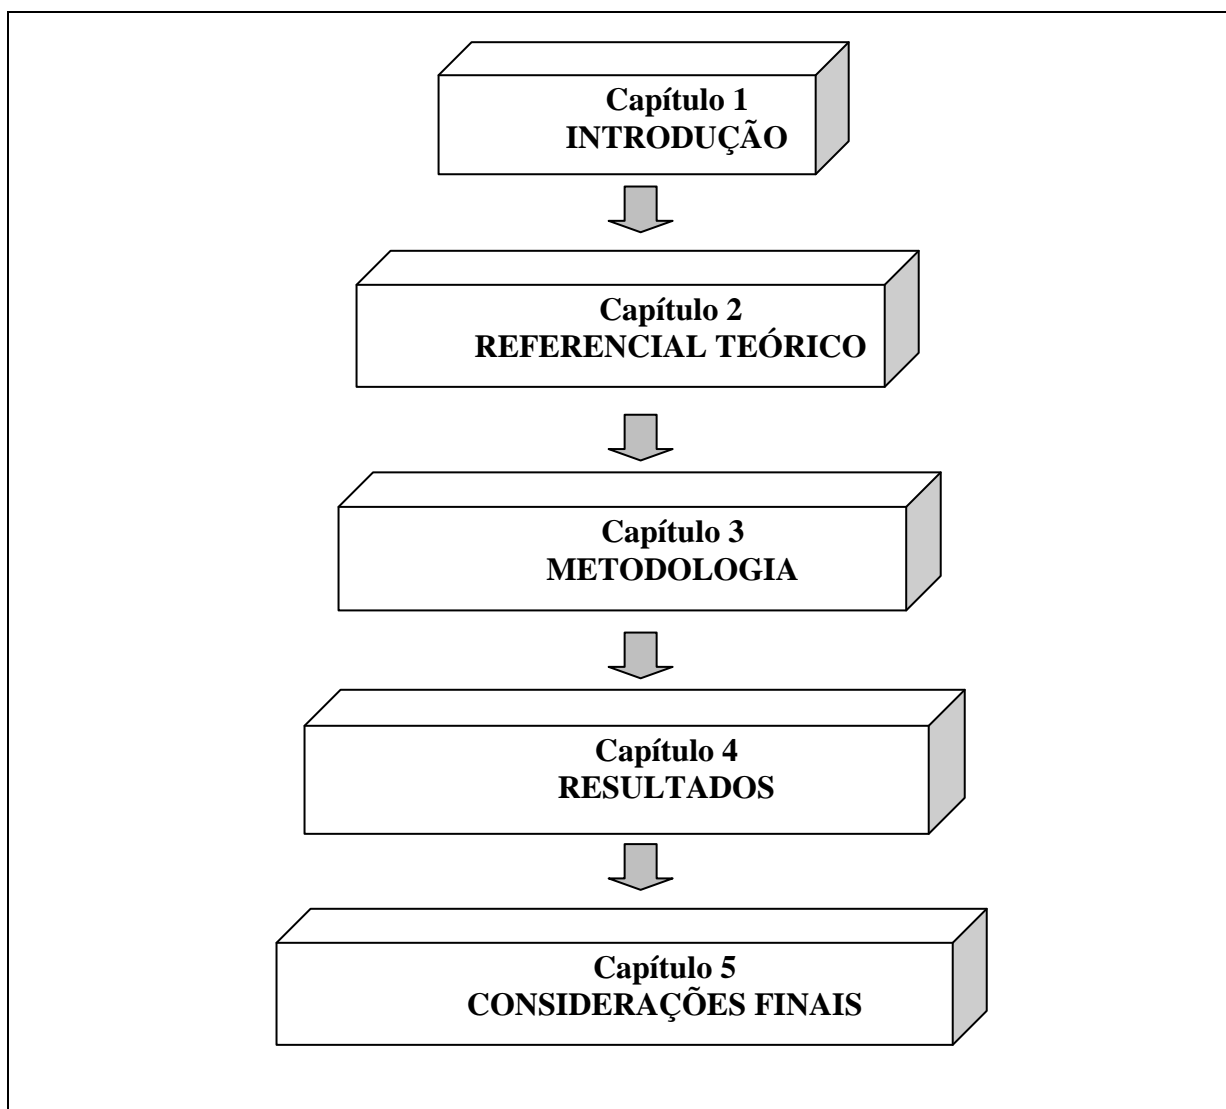 Capítulo 1
INTRODUÇÃO
Capítulo 2
REFERENCIAL TEÓRICO
Capítulo 3
METODOLOGIA
Capítulo 4
RESULTADOS
Capítulo 5
CONSIDERAÇÕES FINAIS